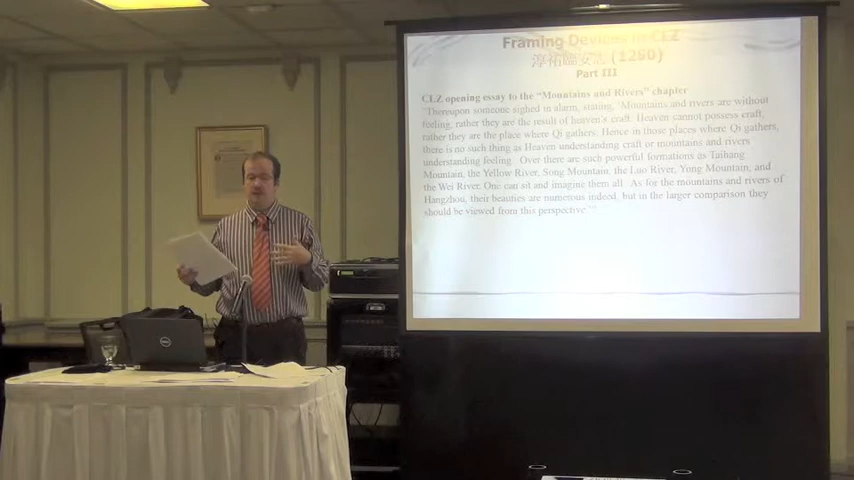 Framing Devices in CLZ
淳祐臨安志 (1290)
Part III
CLZ opening essay to the "Mountains and Rivers" chapter
"Thereupon someone sighed in alarm, stating, 'Mountains and rivers are without
feeling, rather they are the result of heaven's craft. Heaven cannot possess craft,
rather they are the place where Qi gathers. Hence in those places where Qi gathers,
there is no such thing as Heaven understanding craft or mountains and rivers
understanding feeling. Over there are such powerful formations as Taihang
Mountain, the Yellow River, Song Mountain, the Luo River, Yong Mountain, and
the Wei River. One can sit and imagine them all. As for the mountains and rivers of
Hangzhou, their beauties are numerous indeed, but in the larger comparison they
should be viewed from this perspective.'"
DELL